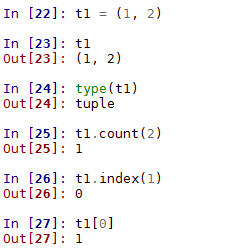 In [22]: t1 = (1, 2)
In [23]: t1
Out[23]: (1, 2)
In [24]: type(t1)
Out[24]: tuple
In [25]: t1.count(2)
Out[25]: 1
In [26]: t1.index(1)
Out[26]: 0
In [27]: t1[0]
Out[27]: 1